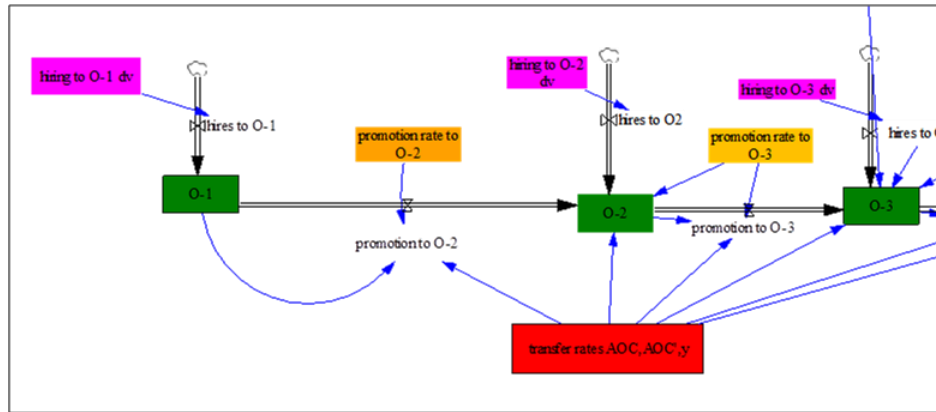 hiring to O-1 dv
hiring to O-2
dv
hiring to O-3 dv
hires to O-1
hires to O2
hires to O
promotion rate to
O-2
promotion rate to
O-3
O-1
O-2
O-3
promotion to O-2
promotion to O-3
transfer rates AOC, AOC',y